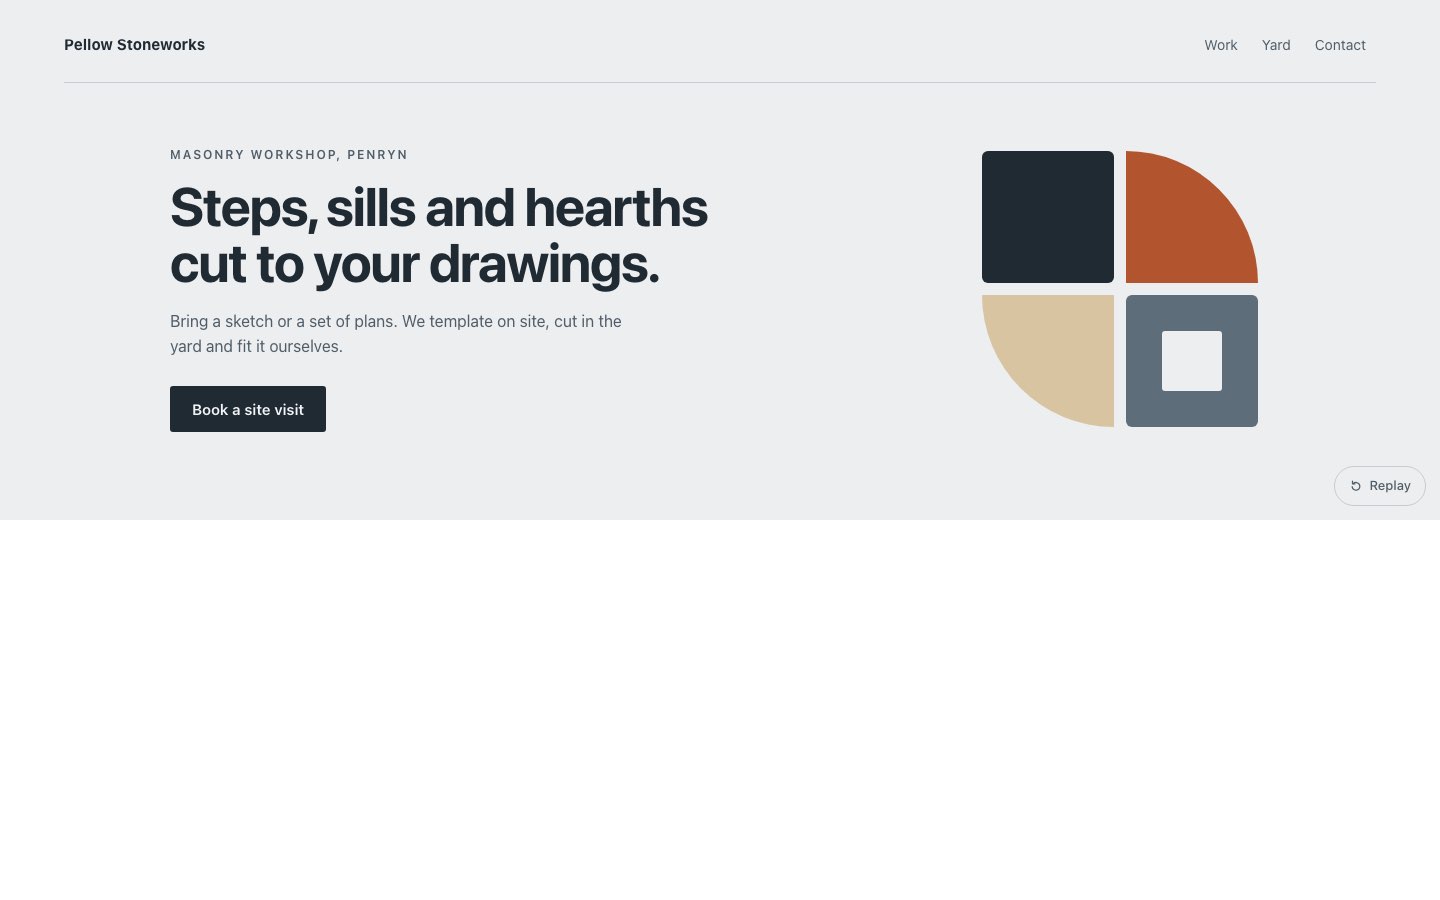 Pellow Stoneworks
Work
Yard
Contact
MASONRY WORKSHOP, PENRYN
Steps, sills and hearths
cut to your drawings.
Bring a sketch or a set of plans. We template on site, cut in the
yard and fit it ourselves.
Book a site visit
Replay